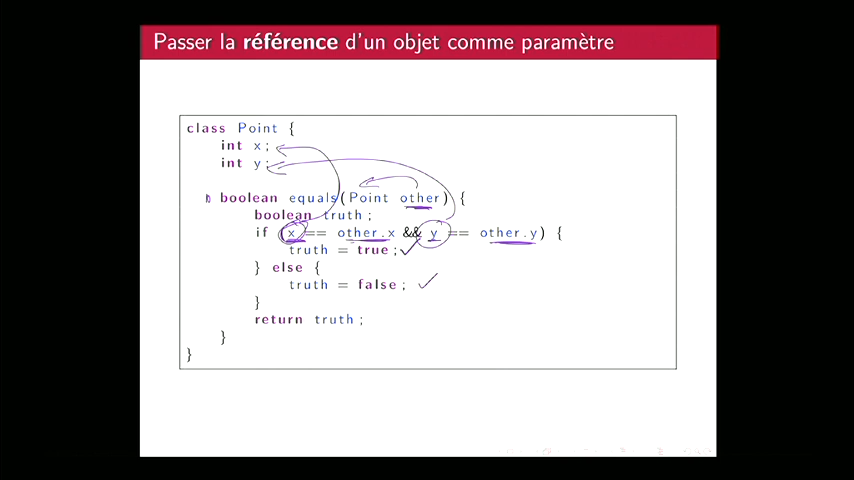 Passer la référence d'un objet comme paramètre
class Point {
int x;
int y;
boolean equals(Point other) {
boolean truth;
if (x == other.x && y == other.y) {
truth = true;
} else {
truth = false;
}
return truth;
}
}